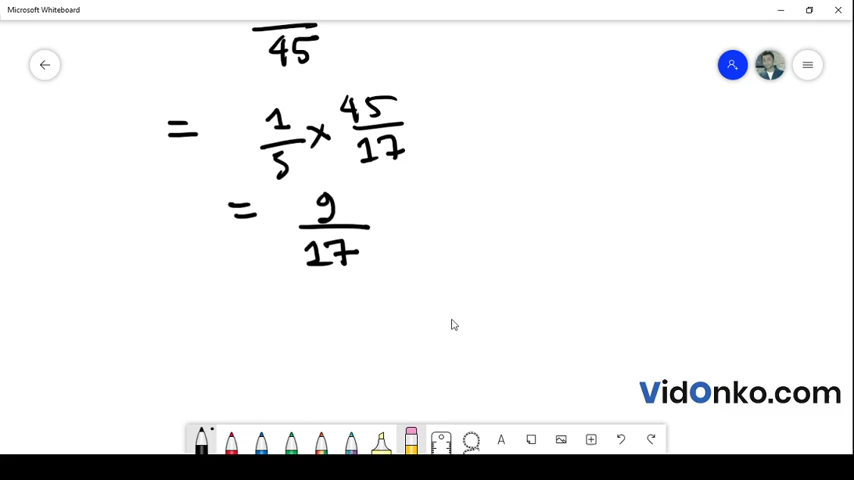 Microsoft Whiteboard
45
= 1/5 × 45/17
= 9/17
VidOnko.com
A